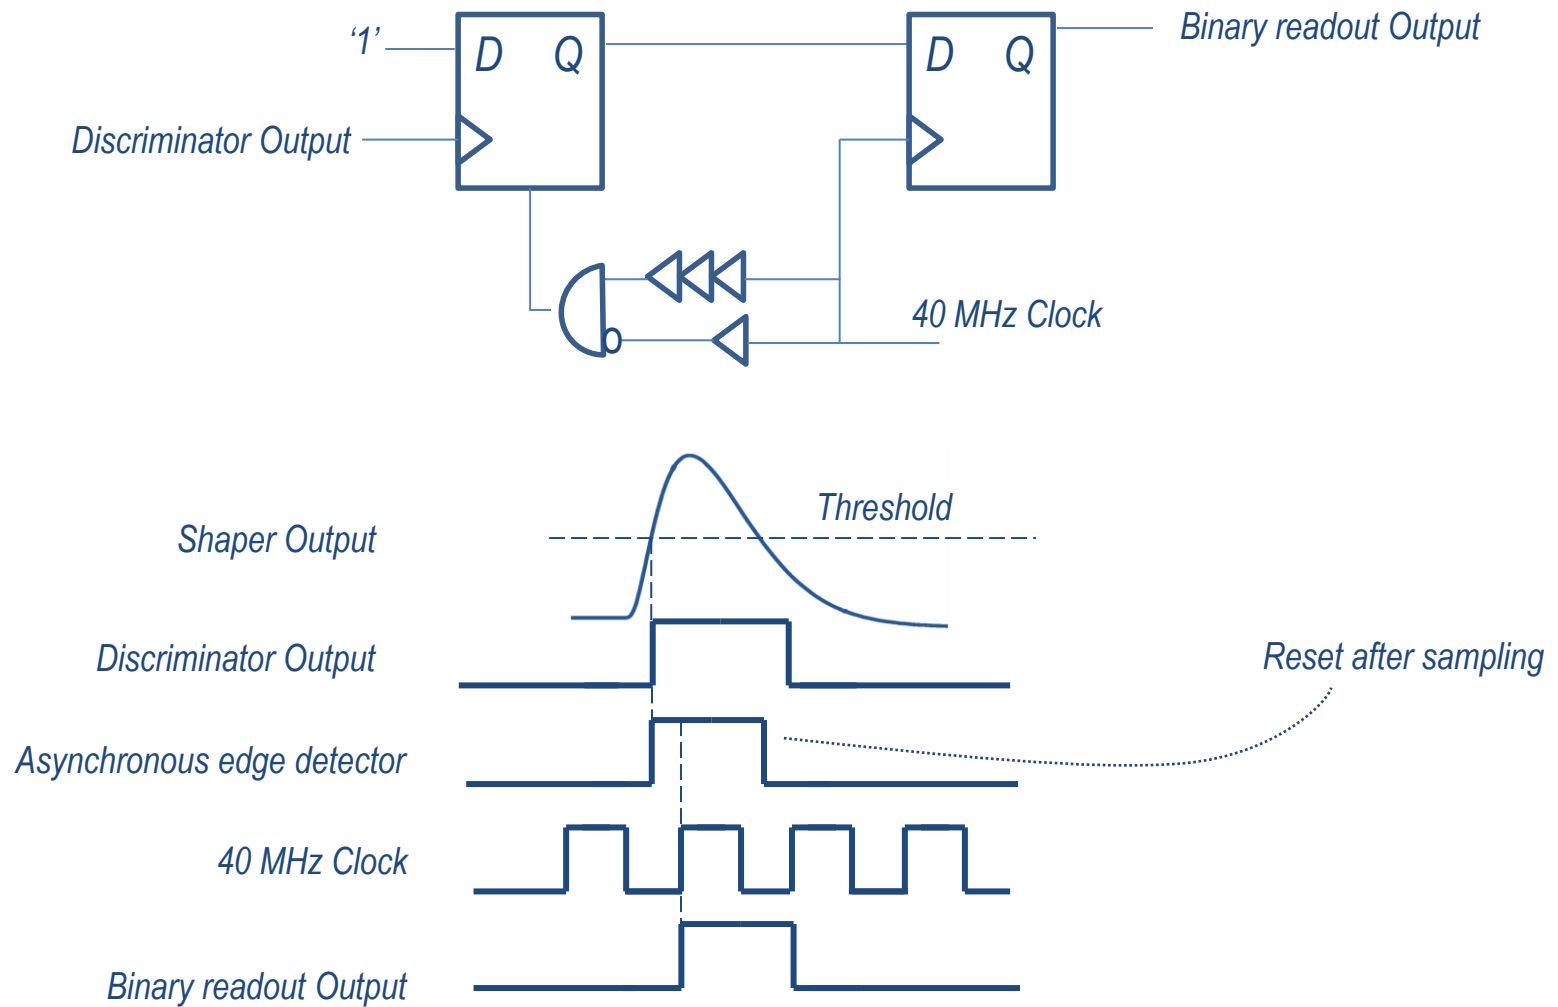 ‘1’
D Q
D Q
Binary readout Output
Discriminator Output
40 MHz Clock
Threshold
Shaper Output
Discriminator Output
Reset after sampling
Asynchronous edge detector
40 MHz Clock
Binary readout Output